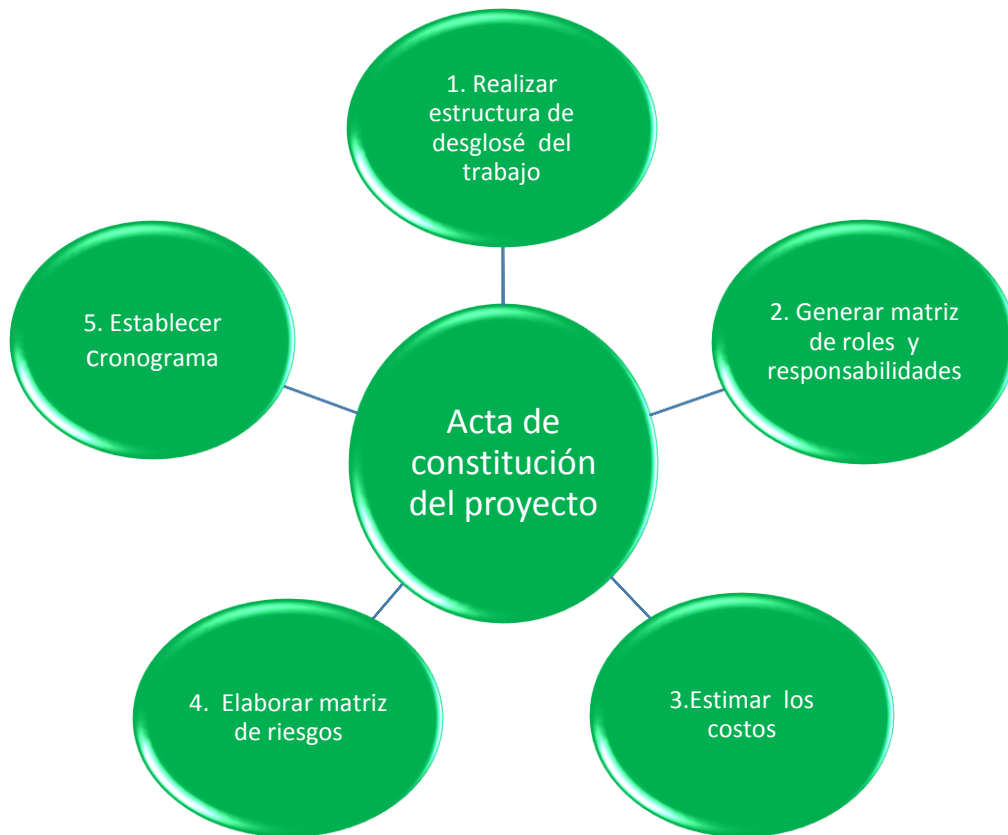 1. Realizar
estructura de
desglosé del
trabajo
2. Generar matriz
de roles y
responsabilidades
3.Estimar los
costos
4. Elaborar matriz
de riesgos
5. Establecer
Cronograma
Acta de
constitución
del proyecto